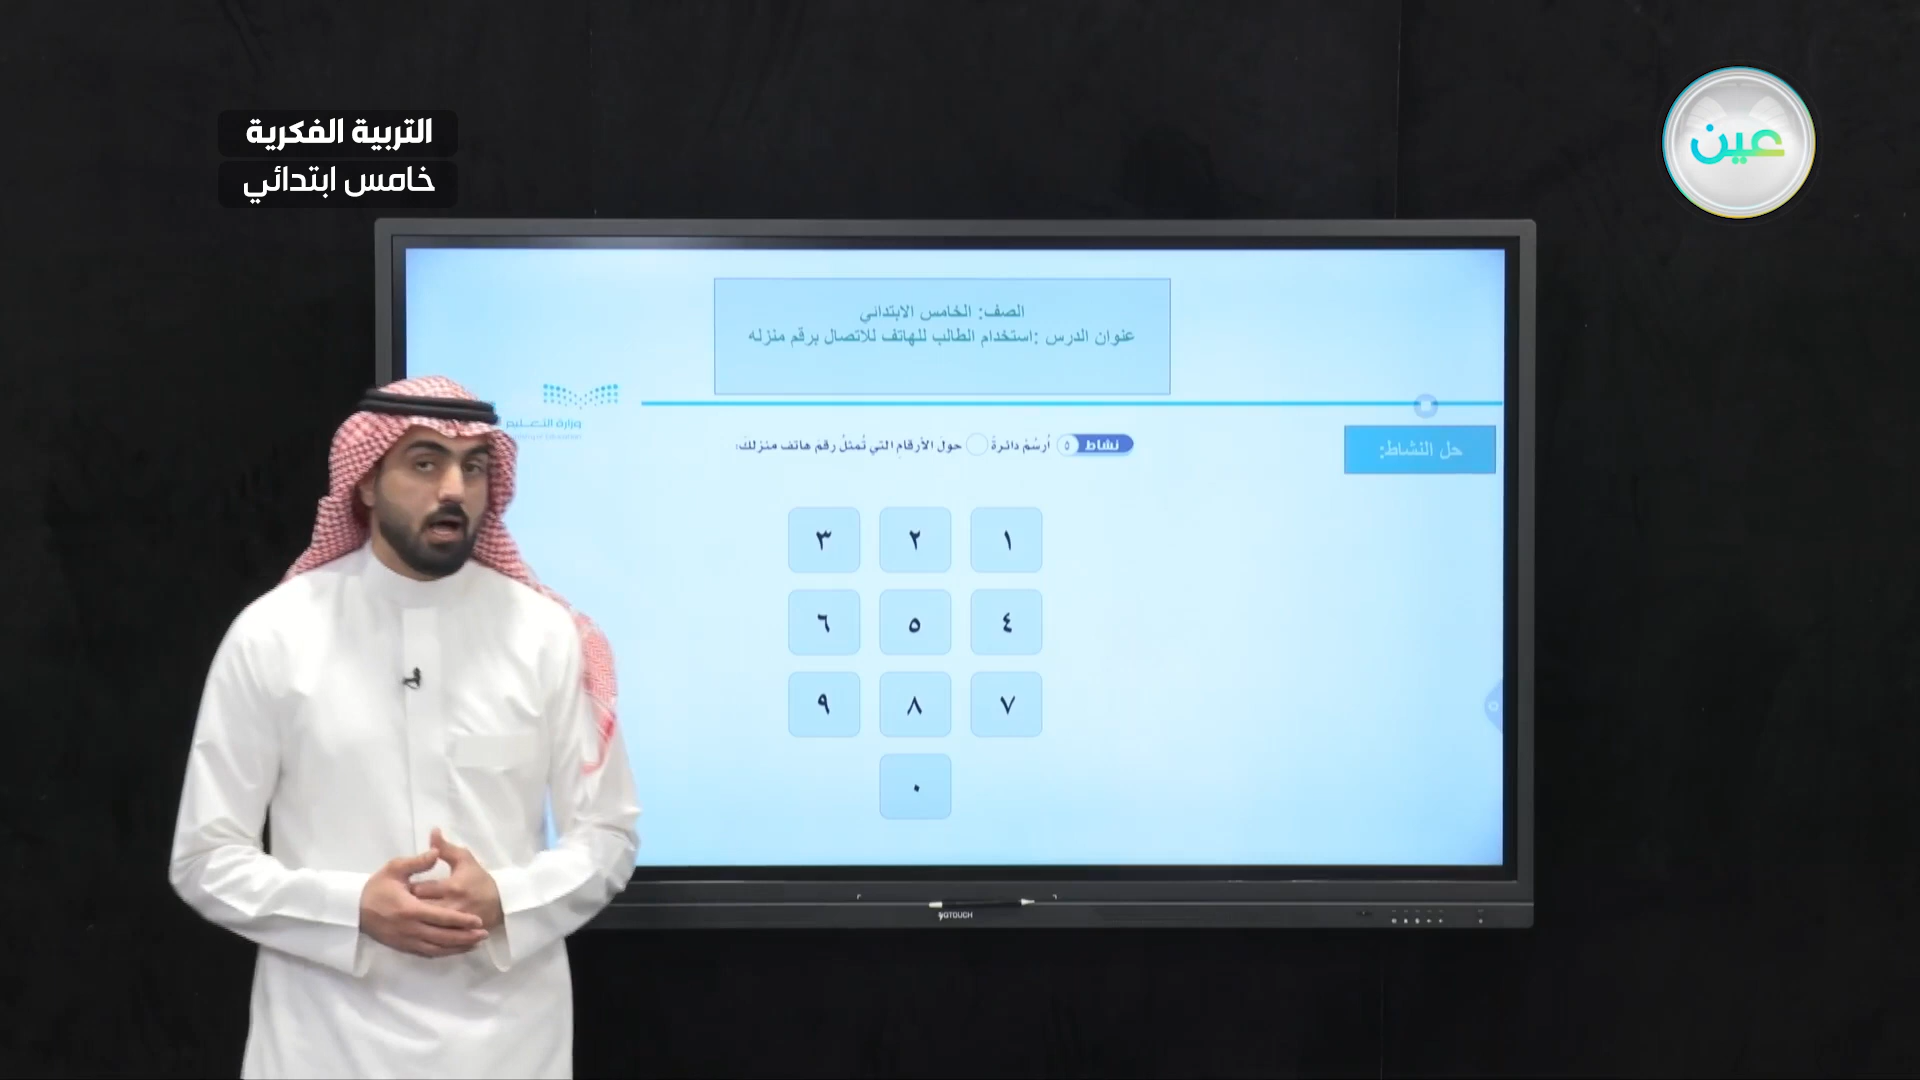 التربية الفكرية
خامس ابتدائي
عين
الصف: الخامس الابتدائي
عنوان الدرس :استخدام الطالب للهاتف للاتصال برقم منزله
وزارة التعليم
حل النشاط:
نشاط ٥ أرسُمُ دائرةً حولَ الأرقامِ التي تُمثلُ رقمَ هاتف منزلك:
١ ٢ ٣
٤ ٥ ٦
٧ ٨ ٩
٠
QTOUCH